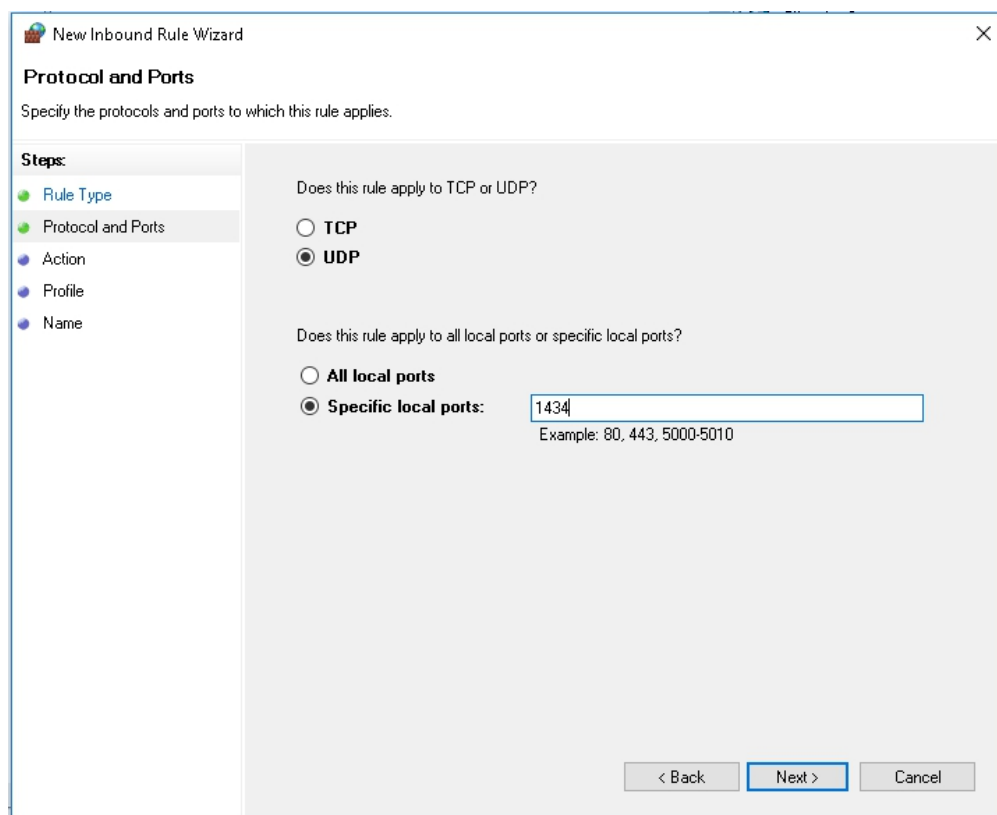 New Inbound Rule Wizard
Protocol and Ports
Specify the protocols and ports to which this rule applies.
Steps:
Rule Type
Protocol and Ports
Action
Profile
Name
Does this rule apply to TCP or UDP?
TCP
UDP
Does this rule apply to all local ports or specific local ports?
All local ports
Specific local ports: 1434
Example: 80, 443, 5000-5010
< Back Next > Cancel